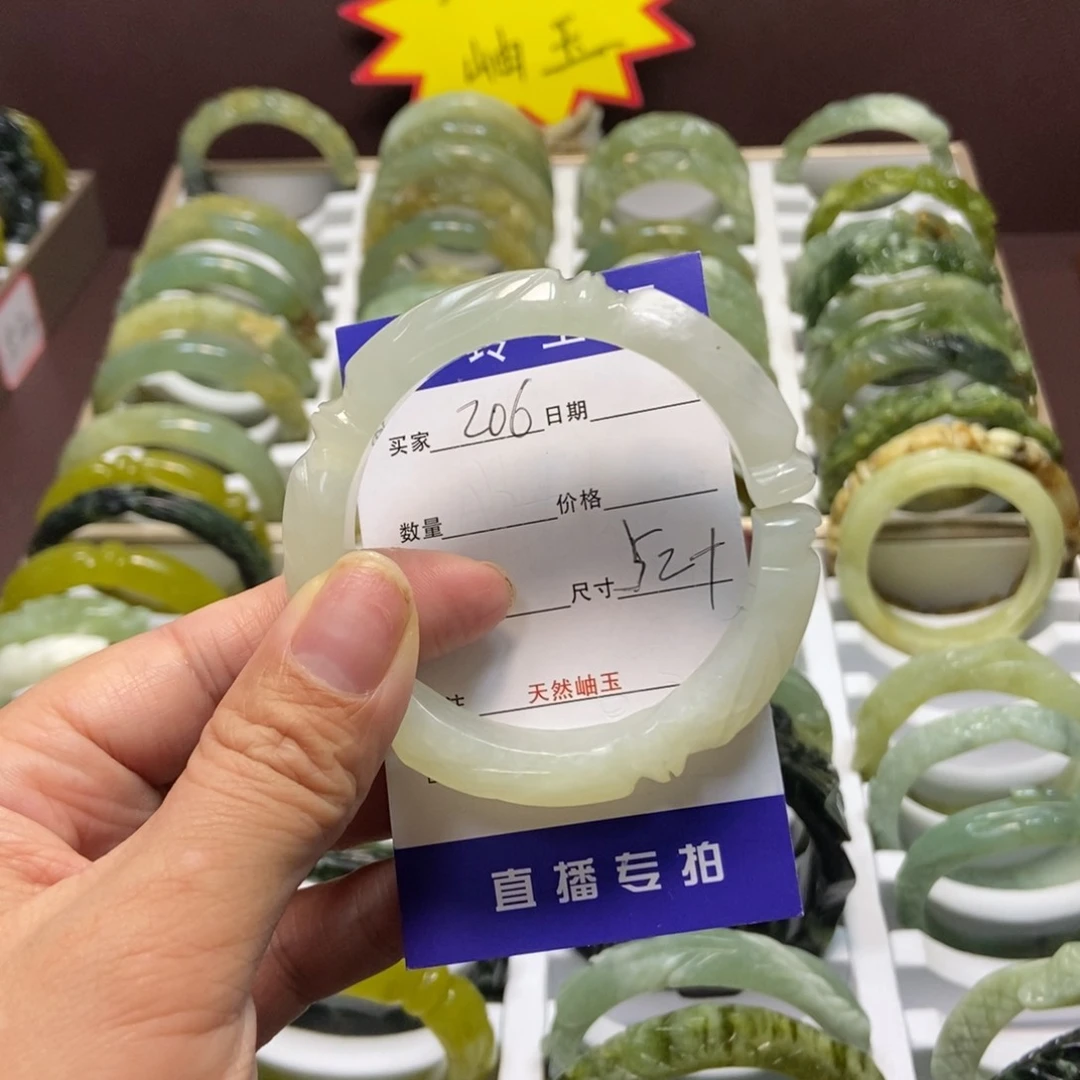 岫玉
买家 206 日期
数量 价格
尺寸 52+
天然岫玉
直播专拍